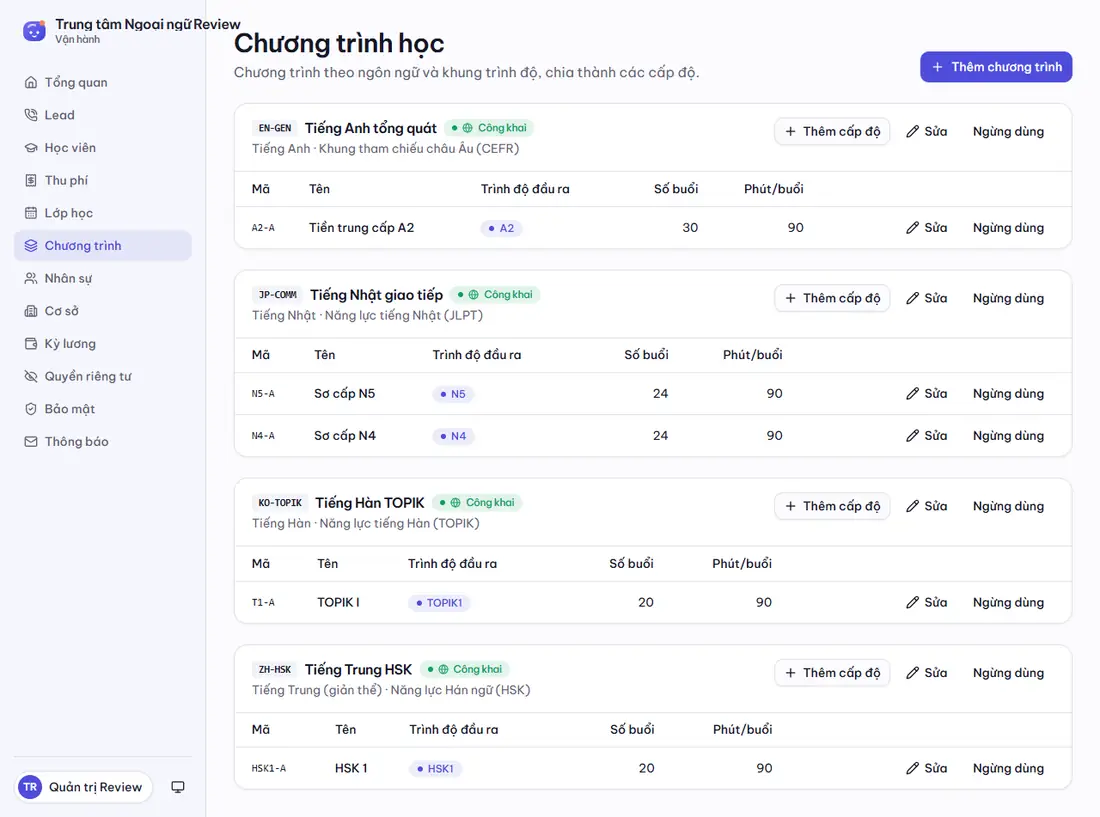 Trung tâm Ngoại ngữ Review
Vận hành
Tổng quan
Lead
Học viên
Thu phí
Lớp học
Chương trình
Nhân sự
Cơ sở
Kỳ lương
Quyền riêng tư
Bảo mật
Thông báo
TR Quản trị Review
Chương trình học
Chương trình theo ngôn ngữ và khung trình độ, chia thành các cấp độ.
+ Thêm chương trình
EN-GEN Tiếng Anh tổng quát Công khai + Thêm cấp độ Sửa Ngừng dùng
Tiếng Anh · Khung tham chiếu châu Âu (CEFR)
Mã Tên Trình độ đầu ra Số buổi Phút/buổi
A2-A Tiền trung cấp A2 A2 30 90 Sửa Ngừng dùng
JP-COMM Tiếng Nhật giao tiếp Công khai + Thêm cấp độ Sửa Ngừng dùng
Tiếng Nhật · Năng lực tiếng Nhật (JLPT)
Mã Tên Trình độ đầu ra Số buổi Phút/buổi
N5-A Sơ cấp N5 N5 24 90 Sửa Ngừng dùng
N4-A Sơ cấp N4 N4 24 90 Sửa Ngừng dùng
KO-TOPIK Tiếng Hàn TOPIK Công khai + Thêm cấp độ Sửa Ngừng dùng
Tiếng Hàn · Năng lực tiếng Hàn (TOPIK)
Mã Tên Trình độ đầu ra Số buổi Phút/buổi
T1-A TOPIK I TOPIK1 20 90 Sửa Ngừng dùng
ZH-HSK Tiếng Trung HSK Công khai + Thêm cấp độ Sửa Ngừng dùng
Tiếng Trung (giản thể) · Năng lực Hán ngữ (HSK)
Mã Tên Trình độ đầu ra Số buổi Phút/buổi
HSK1-A HSK 1 HSK1 20 90 Sửa Ngừng dùng